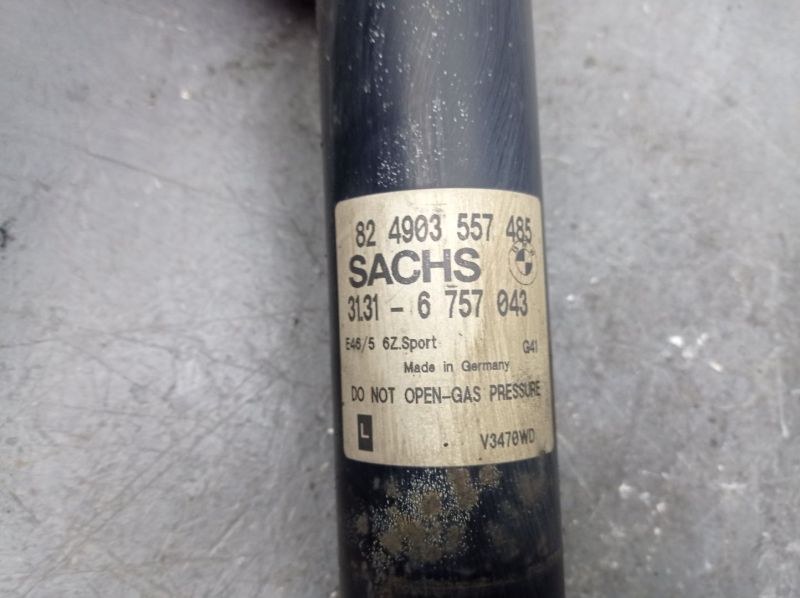 82 4903 557 485
SACHS
31.31 - 6 757 043
E46/5 6Z.Sport G41
Made in Germany
DO NOT OPEN-GAS PRESSURE
L V3470WD